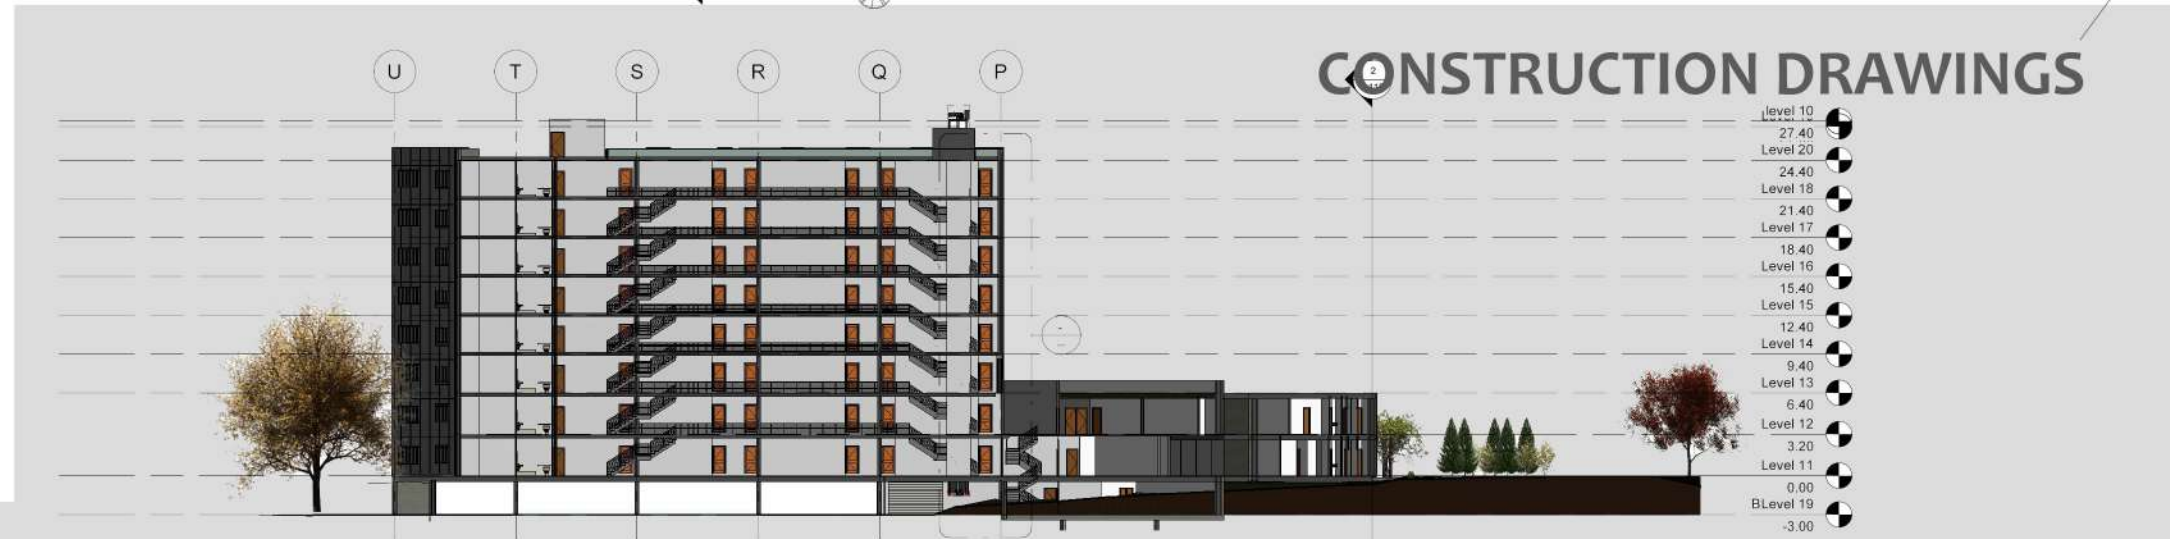 U T S R Q P
CONSTRUCTION DRAWINGS
2
level 10
27.40
Level 20
24.40
Level 18
21.40
Level 17
18.40
Level 16
15.40
Level 15
12.40
Level 14
9.40
Level 13
6.40
Level 12
3.20
Level 11
0.00
BLevel 19
-3.00